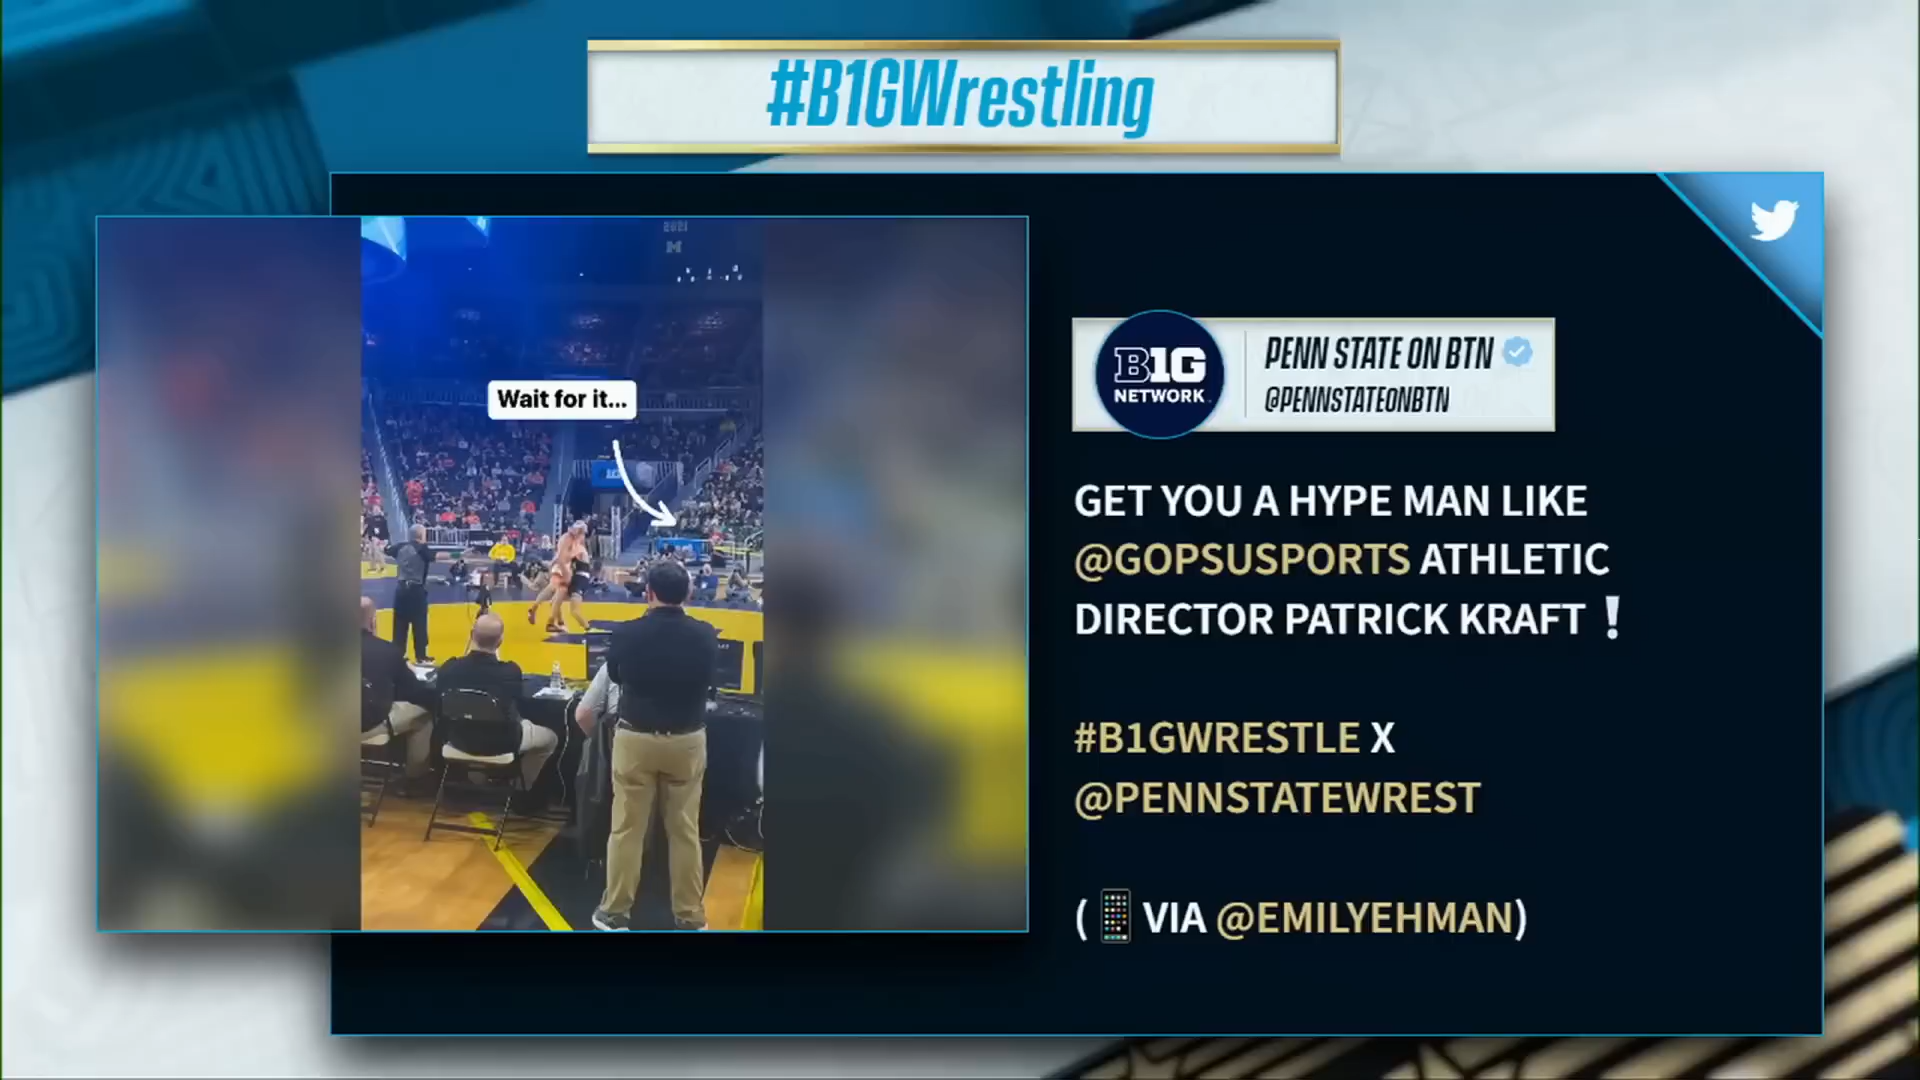 #B1GWrestling
2021
M
Wait for it...
B1G
NETWORK
PENN STATE ON BTN
@PENNSTATEONBTN
GET YOU A HYPE MAN LIKE
@GOPSUSPORTS ATHLETIC
DIRECTOR PATRICK KRAFT❕
#B1GWRESTLE X
@PENNSTATEWREST
(📱VIA @EMILYEHMAN)